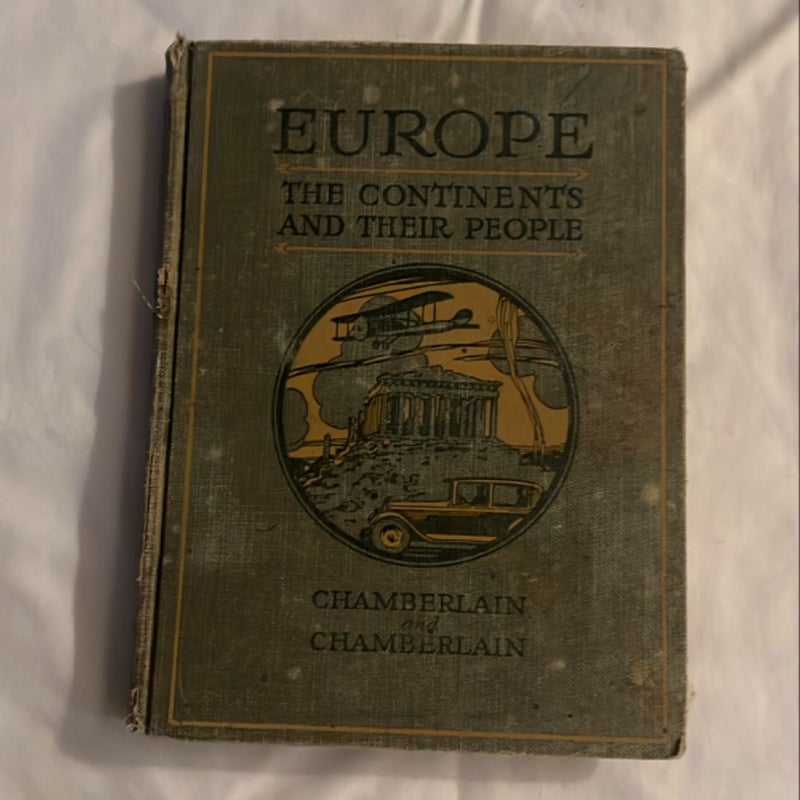 EUROPE
THE CONTINENTS
AND THEIR PEOPLE
CHAMBERLAIN
and
CHAMBERLAIN